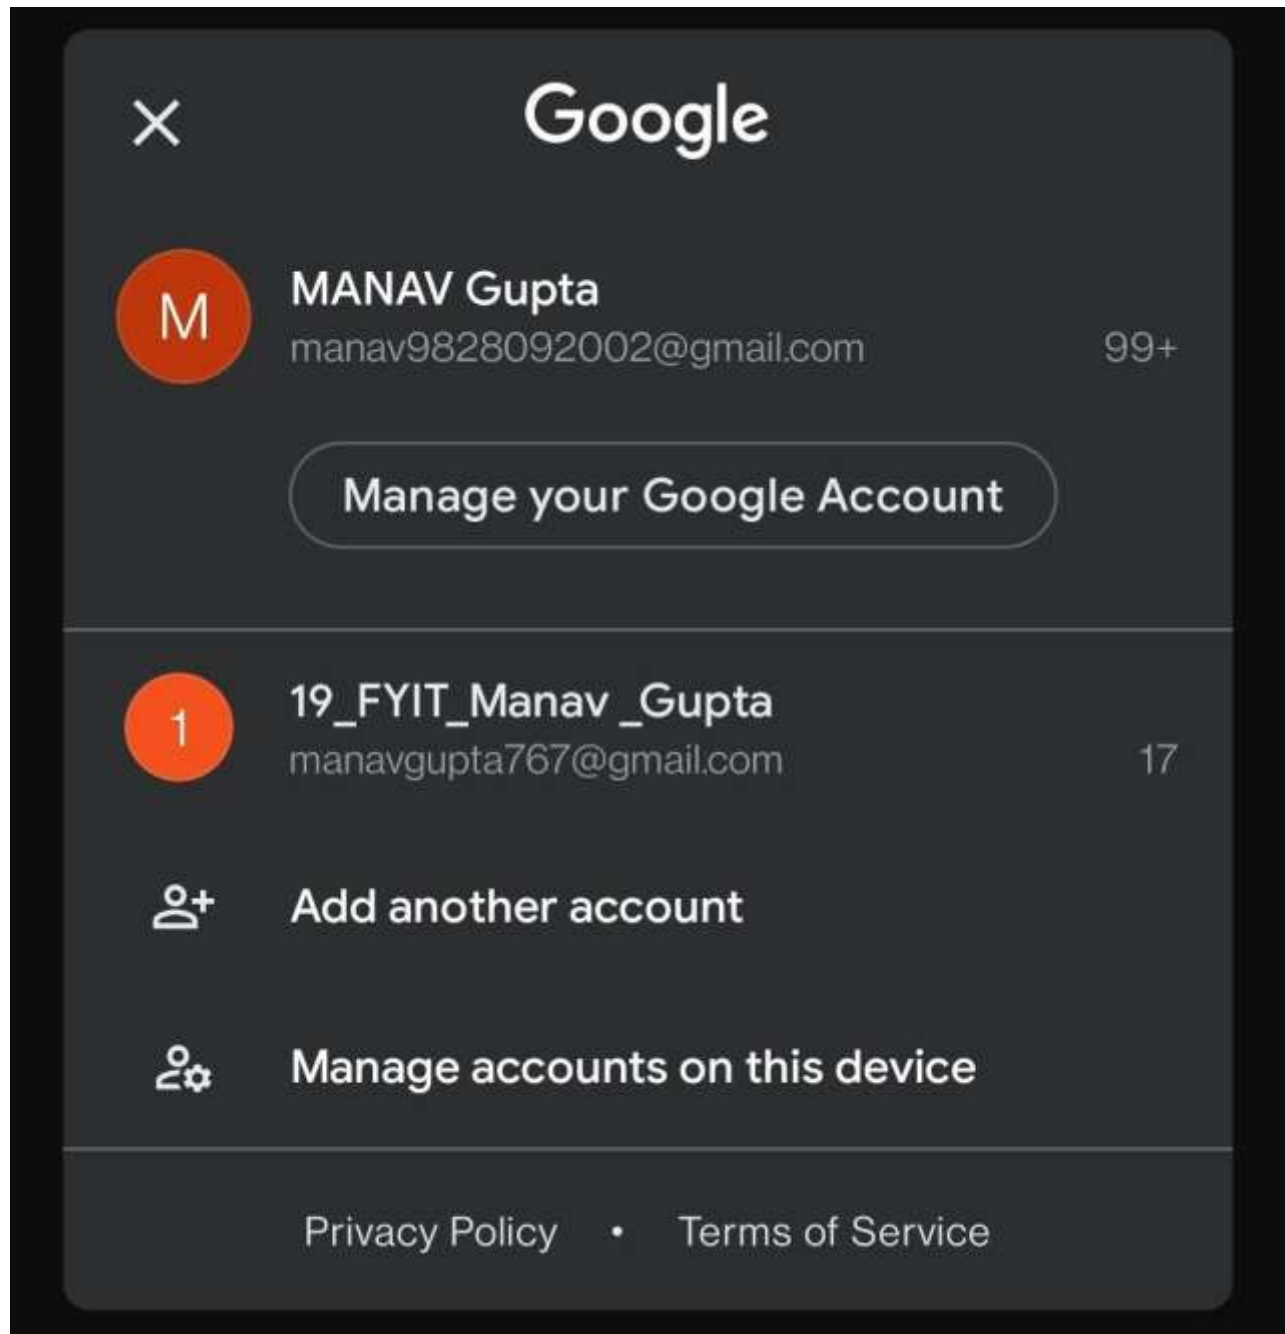 Google
M
MANAV Gupta
manav9828092002@gmail.com 99+
Manage your Google Account
1
19_FYIT_Manav _Gupta
manavgupta767@gmail.com 17
Add another account
Manage accounts on this device
Privacy Policy • Terms of Service